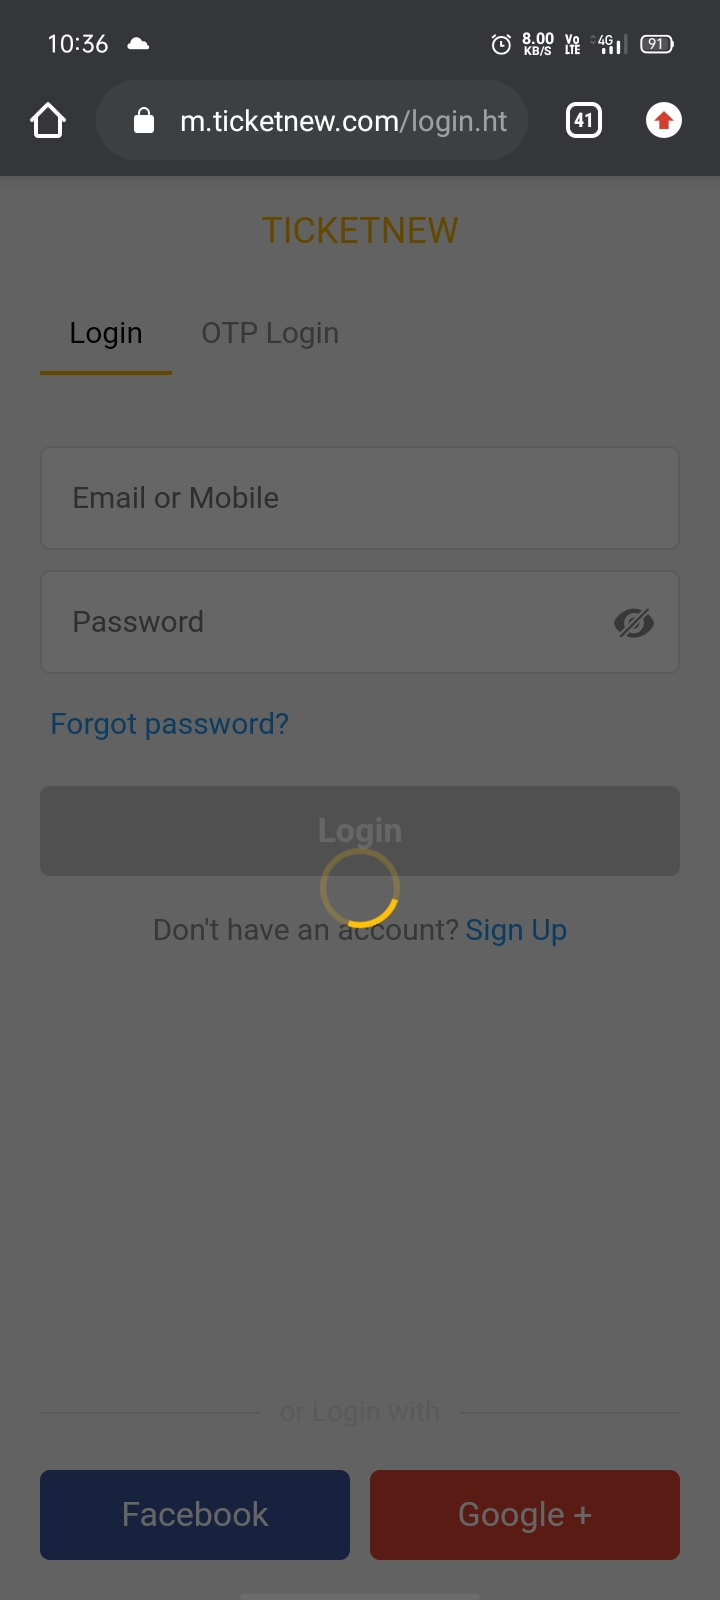 10:36 8.00 KB/S Vo LTE 4G 91
m.ticketnew.com/login.ht 41
TICKETNEW
Login OTP Login
Email or Mobile
Password
Forgot password?
Login
Don't have an account? Sign Up
or Login with
Facebook Google +